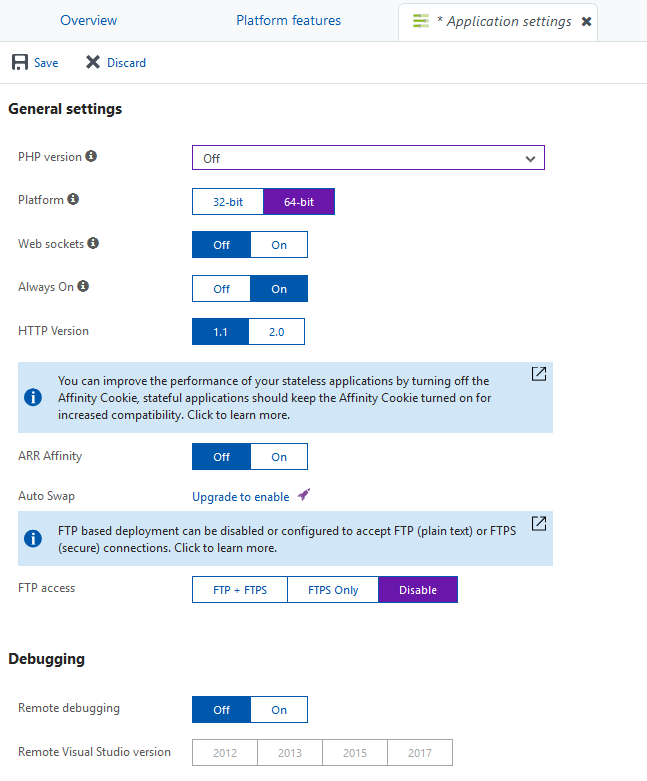 Overview Platform features * Application settings
Save Discard
General settings
PHP version Off
Platform 32-bit 64-bit
Web sockets Off On
Always On Off On
HTTP Version 1.1 2.0
You can improve the performance of your stateless applications by turning off the
Affinity Cookie, stateful applications should keep the Affinity Cookie turned on for
increased compatibility. Click to learn more.
ARR Affinity Off On
Auto Swap Upgrade to enable
FTP based deployment can be disabled or configured to accept FTP (plain text) or FTPS
(secure) connections. Click to learn more.
FTP access FTP + FTPS FTPS Only Disable
Debugging
Remote debugging Off On
Remote Visual Studio version 2012 2013 2015 2017